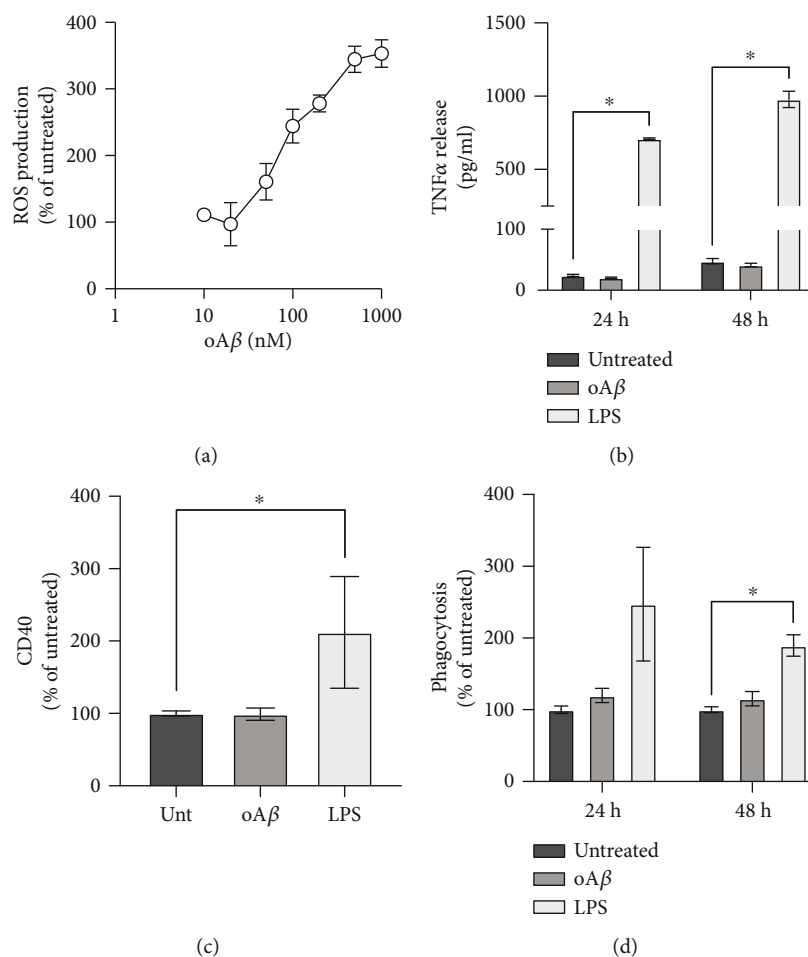 400
300
200
100
0
ROS production
(% of untreated)
1
10
100
1000
oAβ (nM)
(a)
1500
1000
500
100
0
TNFα release
(pg/ml)
*
*
24 h
48 h
Untreated
oAβ
LPS
(b)
400
300
200
100
0
CD40
(% of untreated)
*
Unt
oAβ
LPS
(c)
400
300
200
100
0
Phagocytosis
(% of untreated)
*
24 h
48 h
Untreated
oAβ
LPS
(d)